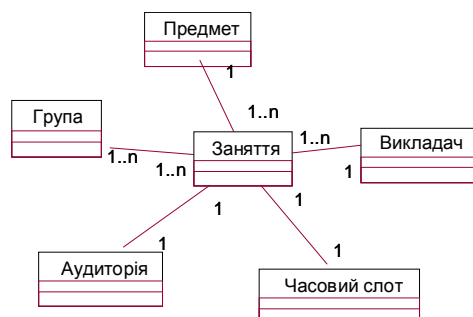 Предмет
1
1..n
Група
1..n
1..n
Заняття
1..n
Викладач
1
1
1
1
1
Аудиторія
Часовий слот